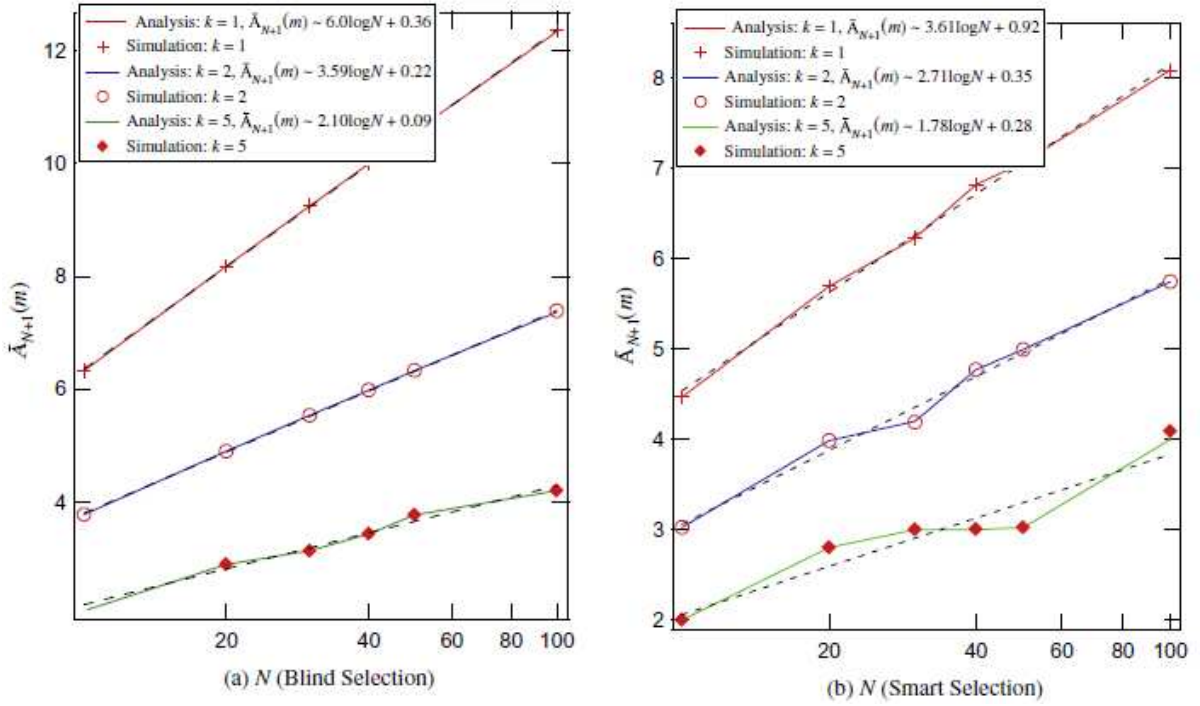 Analysis: k = 1, Ā_{N+1}(m) ~ 6.0logN + 0.36
Simulation: k = 1
Analysis: k = 2, Ā_{N+1}(m) ~ 3.59logN + 0.22
Simulation: k = 2
Analysis: k = 5, Ā_{N+1}(m) ~ 2.10logN + 0.09
Simulation: k = 5
12
10
8
6
4
Ā_{N+1}(m)
20
40
60
80
100
(a) N (Blind Selection)
Analysis: k = 1, Ā_{N+1}(m) ~ 3.61logN + 0.92
Simulation: k = 1
Analysis: k = 2, Ā_{N+1}(m) ~ 2.71logN + 0.35
Simulation: k = 2
Analysis: k = 5, Ā_{N+1}(m) ~ 1.78logN + 0.28
Simulation: k = 5
8
7
6
5
4
3
2
Ā_{N+1}(m)
20
40
60
80
100
(b) N (Smart Selection)